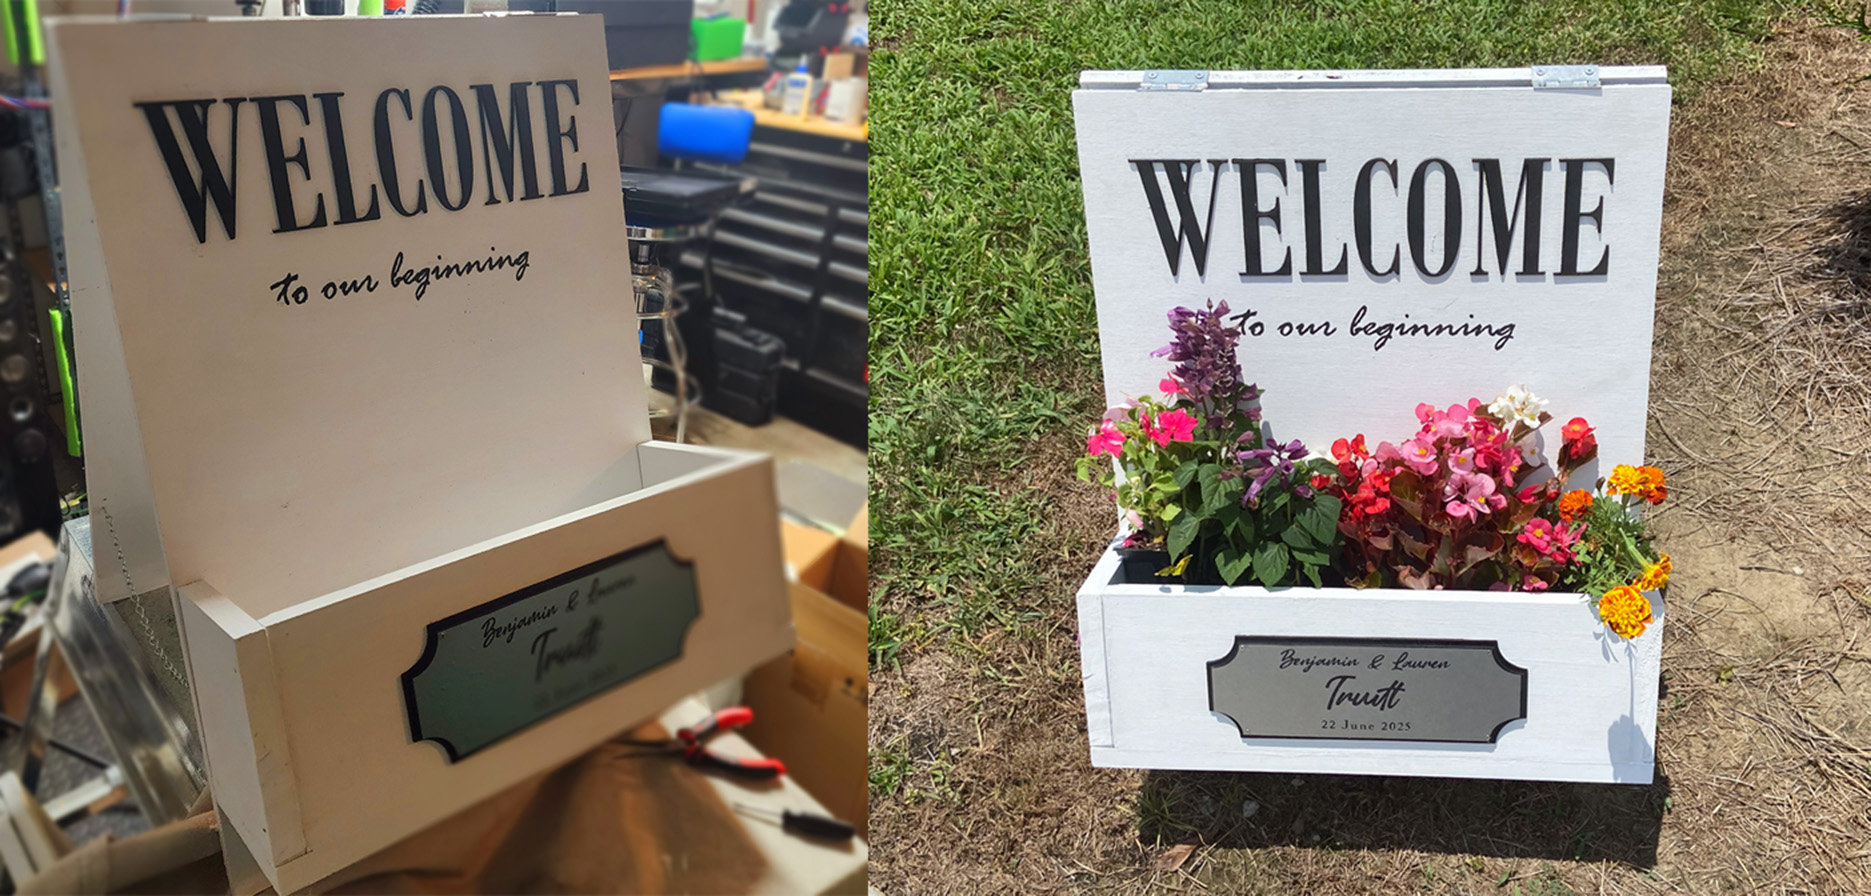 WELCOME
to our beginning
Benjamin & Lauren
Truitt
WELCOME
to our beginning
Benjamin & Lauren
Truitt
22 June 2025